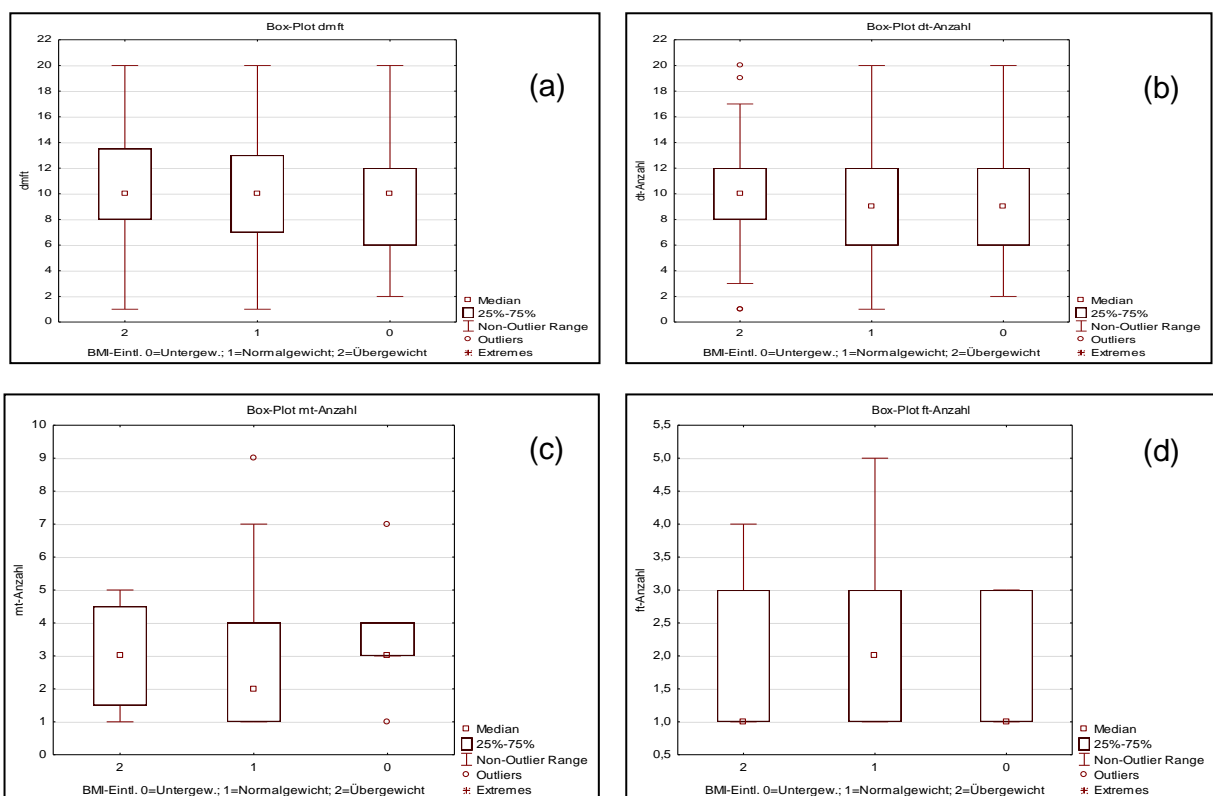 Box-Plot dmft
(a)
22
20
18
16
14
12
10
8
6
4
2
0
dmft
2 1 0
BMI-Eintl. 0=Untergew.; 1=Normalgewicht; 2=Übergewicht
Median
25%-75%
Non-Outlier Range
Outliers
Extremes
Box-Plot dt-Anzahl
(b)
22
20
18
16
14
12
10
8
6
4
2
0
dt-Anzahl
2 1 0
BMI-Eintl. 0=Untergew.; 1=Normalgewicht; 2=Übergewicht
Median
25%-75%
Non-Outlier Range
Outliers
Extremes
Box-Plot mt-Anzahl
(c)
10
9
8
7
6
5
4
3
2
1
0
mt-Anzahl
2 1 0
BMI-Eintl. 0=Untergew.; 1=Normalgewicht; 2=Übergewicht
Median
25%-75%
Non-Outlier Range
Outliers
Extremes
Box-Plot ft-Anzahl
(d)
5,5
5,0
4,5
4,0
3,5
3,0
2,5
2,0
1,5
1,0
0,5
ft-Anzahl
2 1 0
BMI-Eintl. 0=Untergew.; 1=Normalgewicht; 2=Übergewicht
Median
25%-75%
Non-Outlier Range
Outliers
Extremes